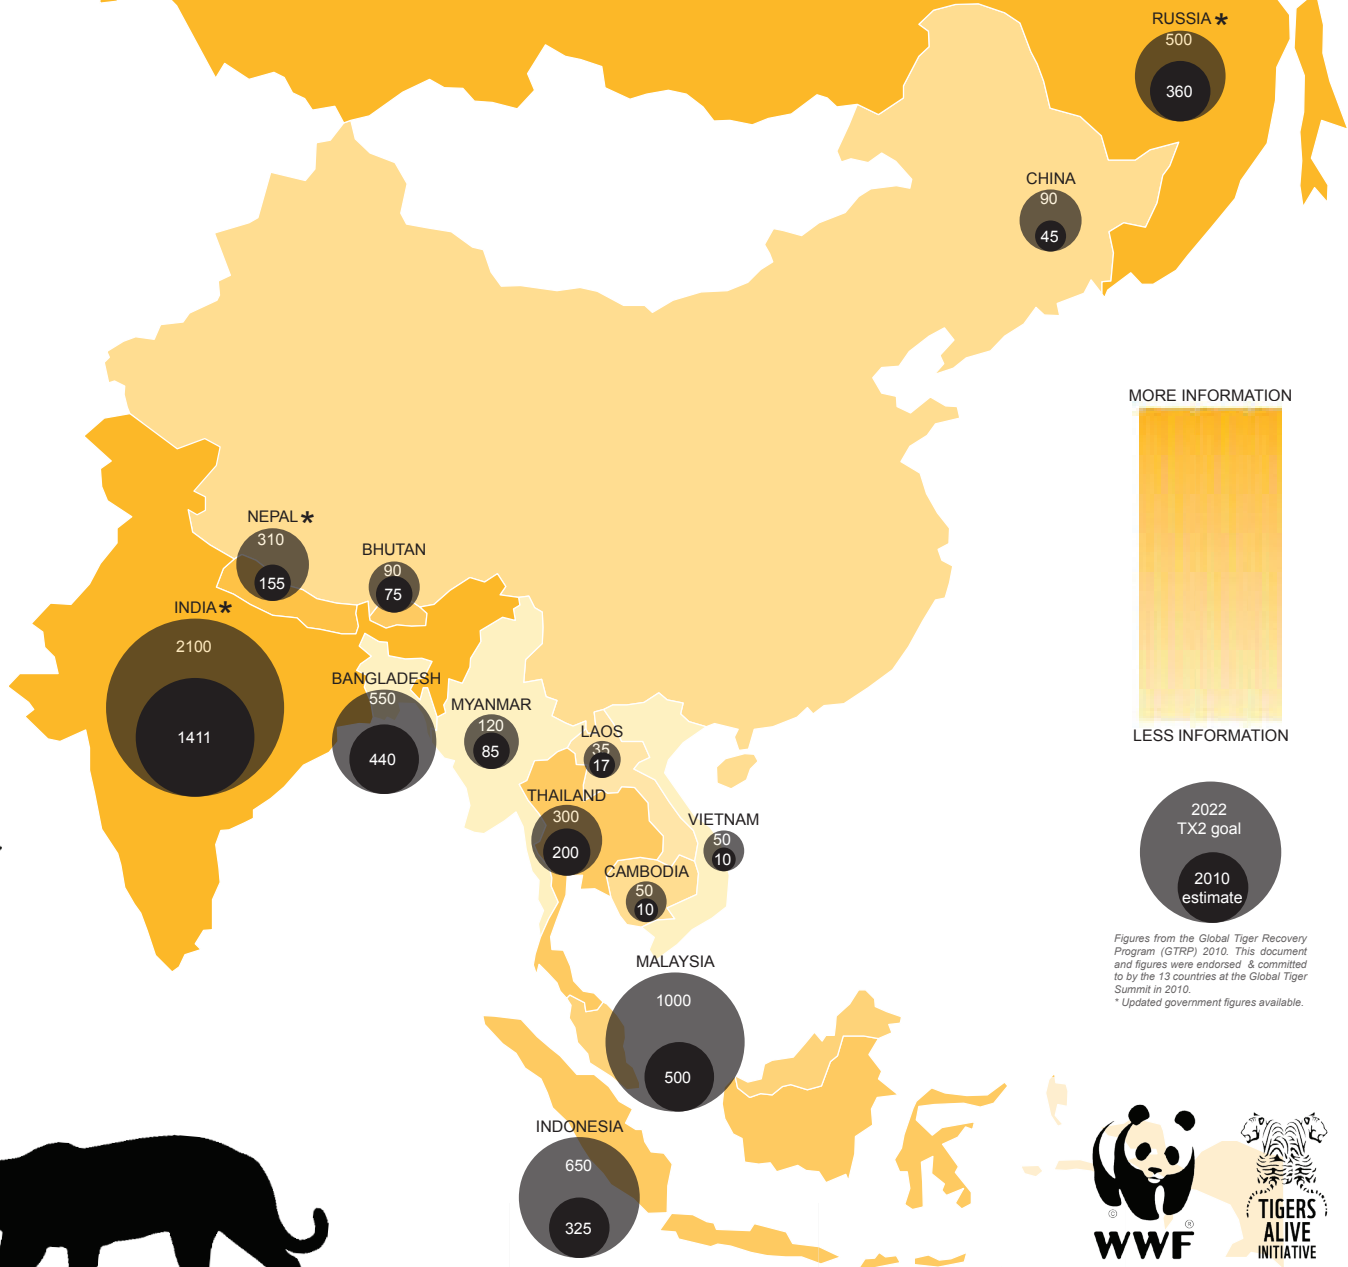 RUSSIA *
500
360
CHINA
90
45
MORE INFORMATION
LESS INFORMATION
NEPAL *
310
155
BHUTAN
90
75
INDIA *
2100
1411
BANGLADESH
550
440
MYANMAR
120
85
LAOS
35
17
THAILAND
300
200
VIETNAM
50
10
CAMBODIA
50
10
MALAYSIA
1000
500
INDONESIA
650
325
2022
TX2 goal
2010
estimate
Figures from the Global Tiger Recovery
Program (GTRP) 2010. This document
and figures were endorsed & committed
to by the 13 countries at the Global Tiger
Summit in 2010.
* Updated government figures available.
©
®
WWF
TIGERS
ALIVE
INITIATIVE